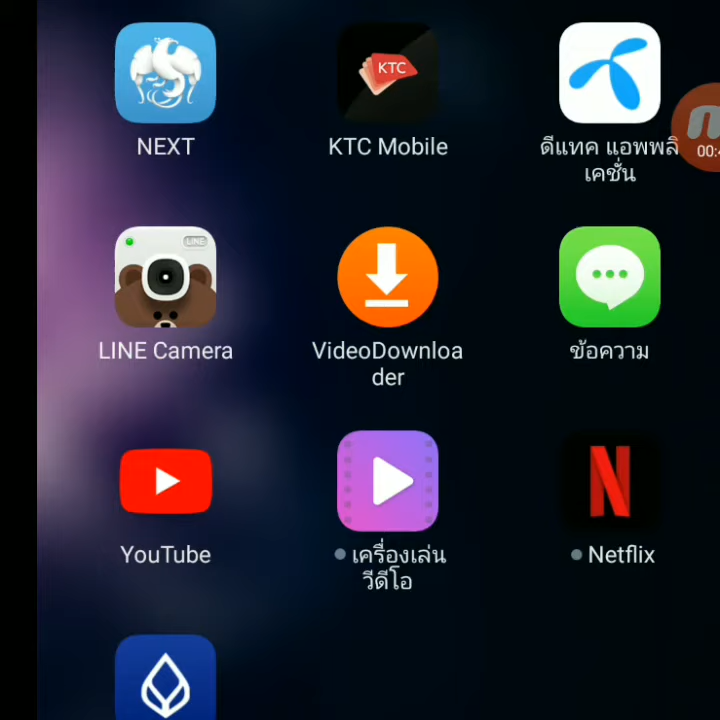 NEXT
KTC
KTC Mobile
ดีแทค แอพพลิ
เคชั่น
LINE
LINE Camera
VideoDownloa
der
ข้อความ
YouTube
เครื่องเล่น
วีดีโอ
N
Netflix